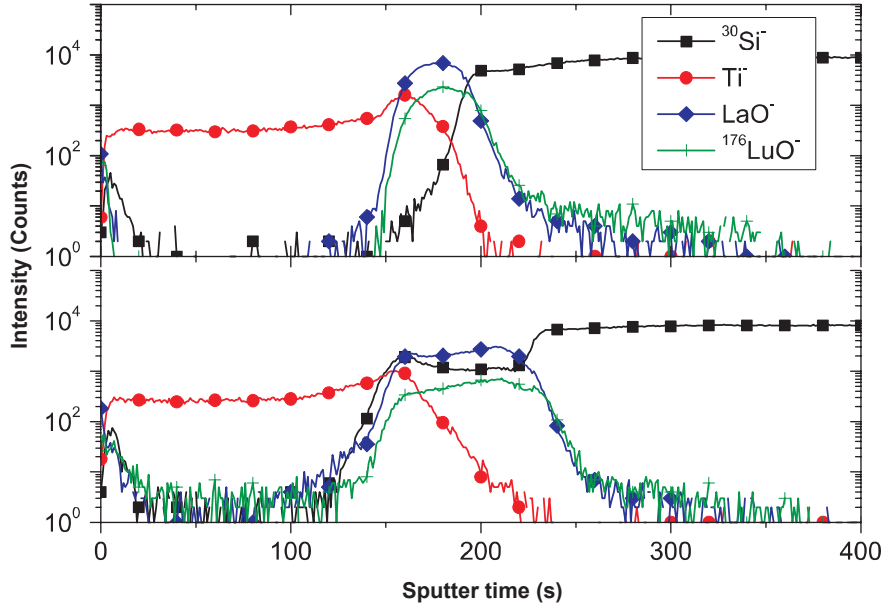 10⁴
10²
10⁰
³⁰Si⁻
Ti⁻
LaO⁻
¹⁷⁶LuO⁻
Intensity (Counts)
10⁶
10⁴
10²
10⁰
0 100 200 300 400
Sputter time (s)